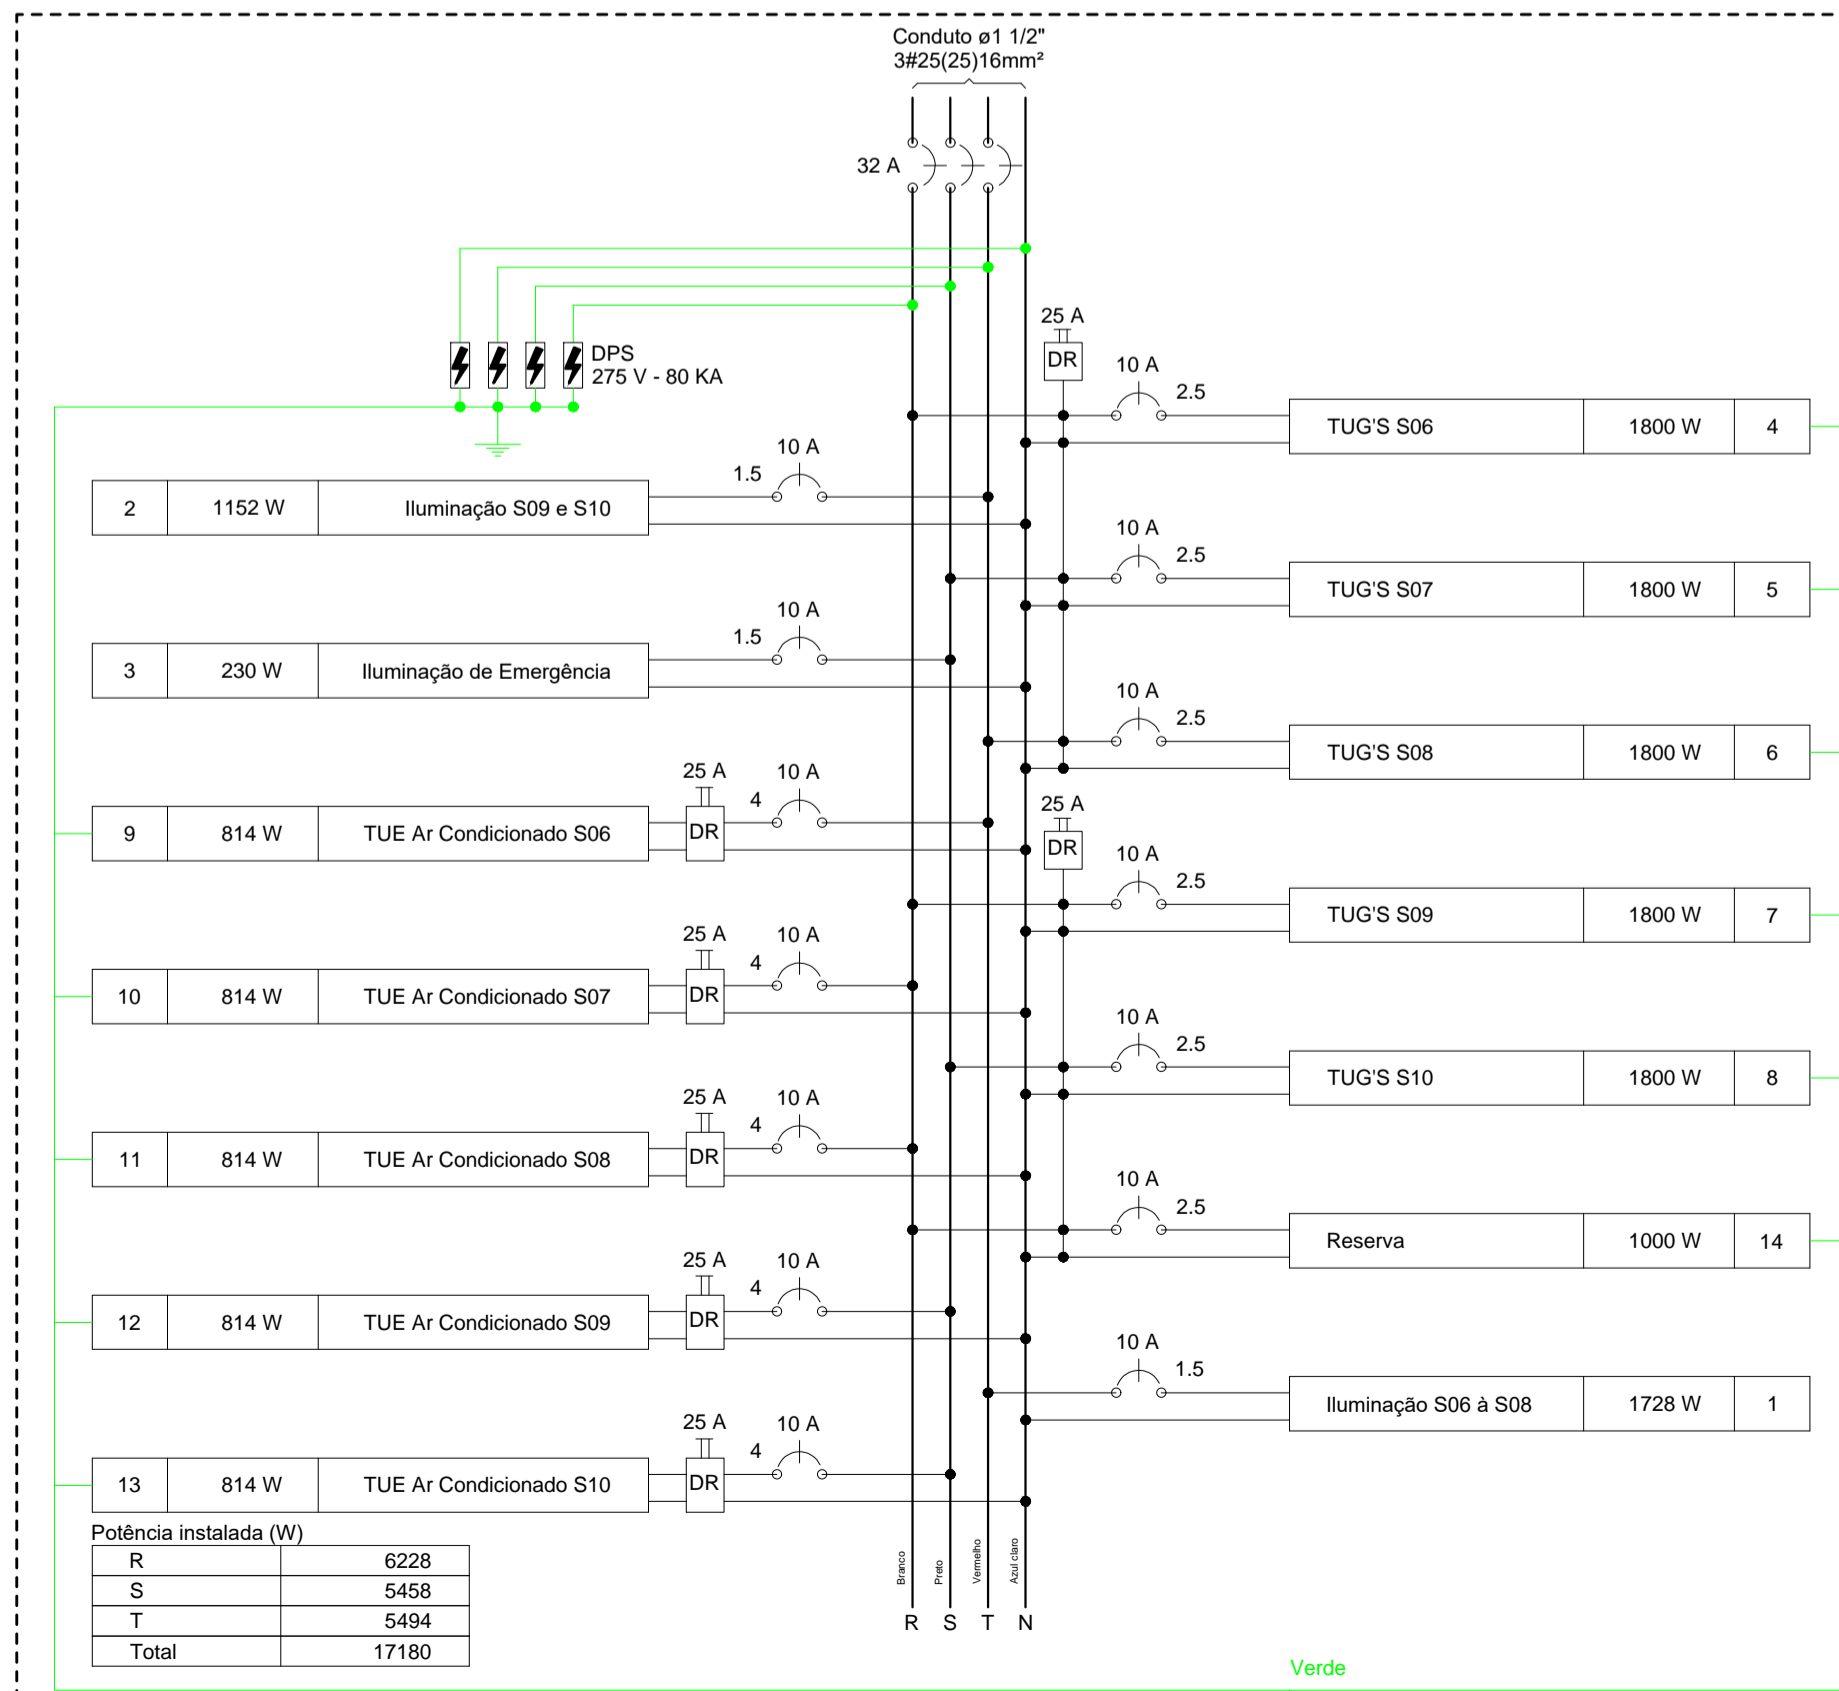 Conduto ø1 1/2"
3#25(25)16mm²
32 A
DPS
275 V - 80 KA
2 1152 W Iluminação S09 e S10 1.5 10 A
3 230 W Iluminação de Emergência 1.5 10 A
9 814 W TUE Ar Condicionado S06 25 A DR 4 10 A
10 814 W TUE Ar Condicionado S07 25 A DR 4 10 A
11 814 W TUE Ar Condicionado S08 25 A DR 4 10 A
12 814 W TUE Ar Condicionado S09 25 A DR 4 10 A
13 814 W TUE Ar Condicionado S10 25 A DR 4 10 A
25 A
DR
10 A 2.5 TUG'S S06 1800 W 4
10 A 2.5 TUG'S S07 1800 W 5
10 A 2.5 TUG'S S08 1800 W 6
25 A
DR
10 A 2.5 TUG'S S09 1800 W 7
10 A 2.5 TUG'S S10 1800 W 8
10 A 2.5 Reserva 1000 W 14
10 A 1.5 Iluminação S06 à S08 1728 W 1
Potência instalada (W)
R 6228
S 5458
T 5494
Total 17180
Branco
Preto
Vermelho
Azul claro
R S T N
Verde